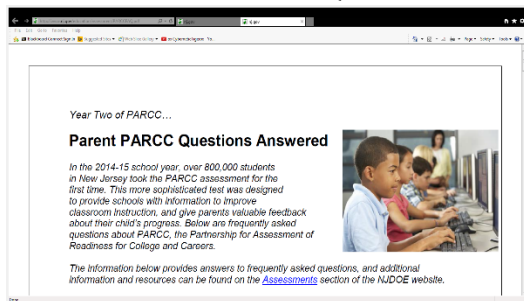 File Edit View Favorites Help
Year Two of PARCC…
Parent PARCC Questions Answered
In the 2014-15 school year, over 800,000 students
in New Jersey took the PARCC assessment for the
first time. This more sophisticated test was designed
to provide schools with information to improve
classroom instruction, and give parents valuable feedback
about their child's progress. Below are frequently asked
questions about PARCC, the Partnership for Assessment of
Readiness for College and Careers.
The information below provides answers to frequently asked questions, and additional
information and resources can be found on the Assessments section of the NJDOE website.